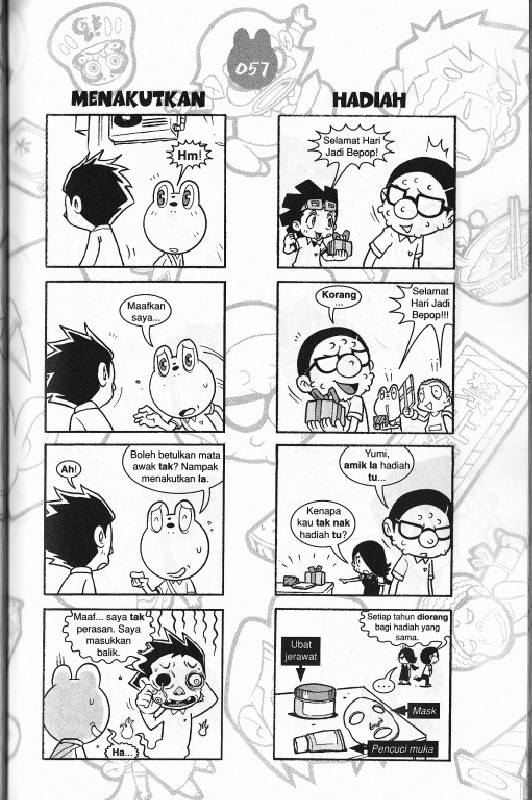 057
MENAKUTKAN
Hm!
Maafkan
saya...
Ah!
Boleh betulkan mata
awak tak? Nampak
menakutkan la.
Maaf... saya tak
perasan. Saya
masukkan
balik.
Ha...
HADIAH
Selamat Hari
Jadi Bepop!
Korang
...
Selamat
Hari Jadi
Bepop!!!
Yumi,
amik la hadiah
tu...
Kenapa
kau tak nak
hadiah tu?
Setiap tahun diorang
bagi hadiah yang
sama.
...
Ubat
jerawat
Mask
Pencuci muka